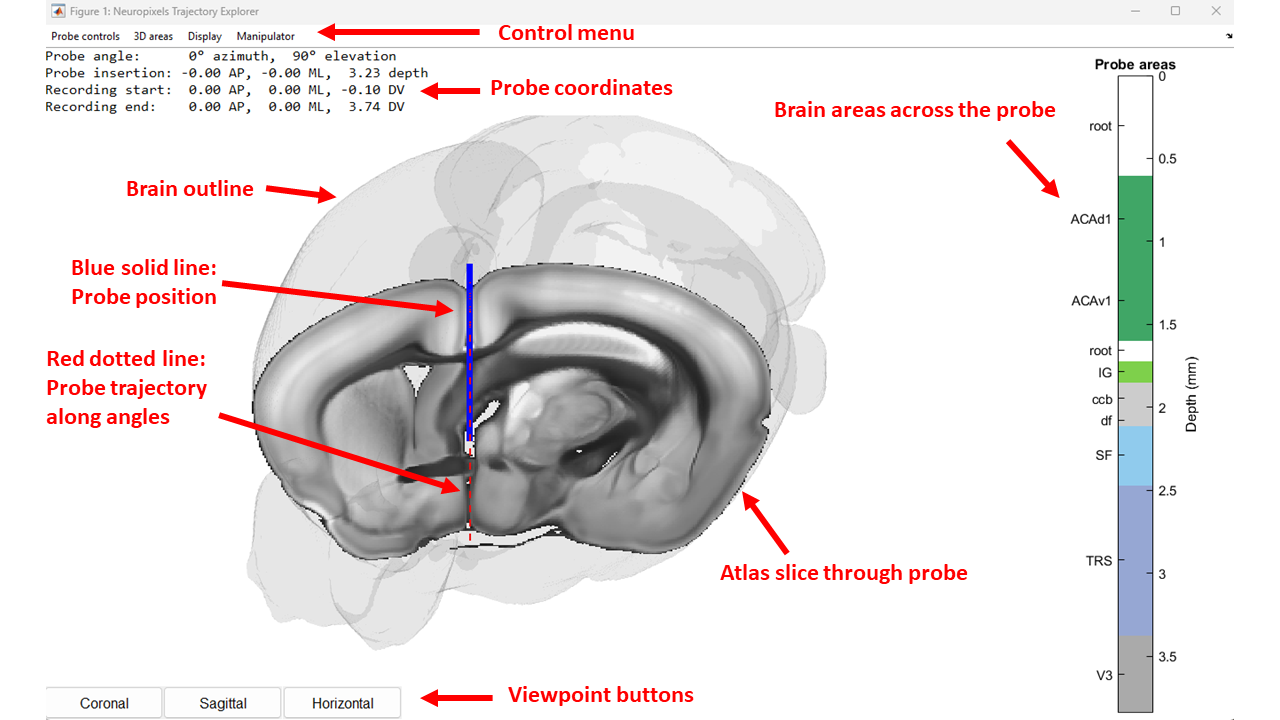 Figure 1: Neuropixels Trajectory Explorer
Probe controls 3D areas Display Manipulator
Control menu
Probe angle: 0° azimuth, 90° elevation
Probe insertion: -0.00 AP, -0.00 ML, 3.23 depth
Recording start: 0.00 AP, 0.00 ML, -0.10 DV
Recording end: 0.00 AP, 0.00 ML, 3.74 DV
Probe coordinates
Probe areas
Brain areas across the probe
Brain outline
Blue solid line:
Probe position
Red dotted line:
Probe trajectory
along angles
Atlas slice through probe
root
ACAd1
ACAv1
root
IG
ccb
df
SF
TRS
V3
0
0.5
1
1.5
2
2.5
3
3.5
Depth (mm)
Coronal Sagittal Horizontal
Viewpoint buttons